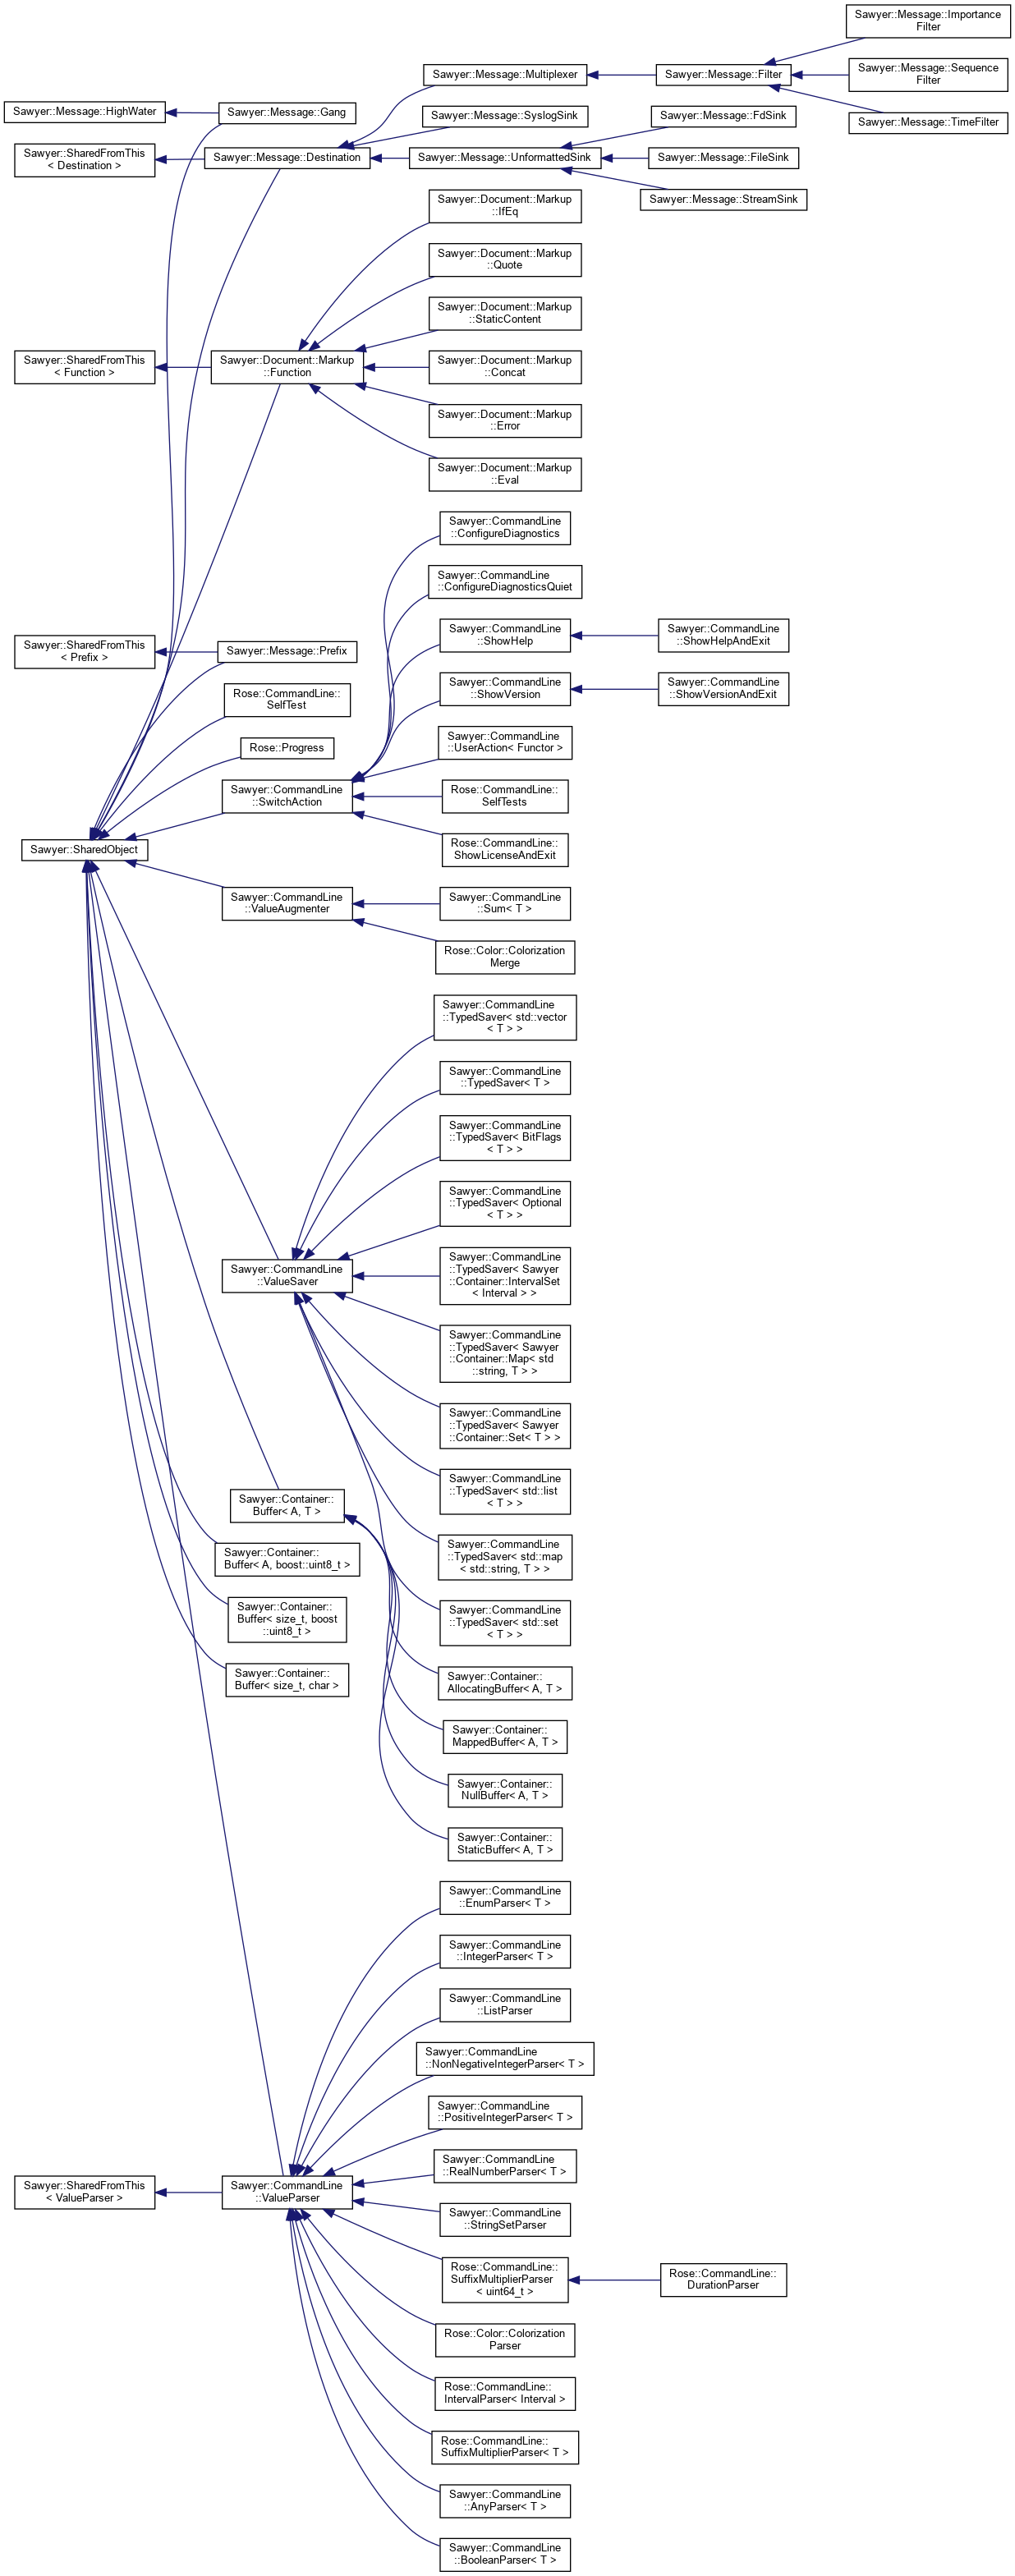 Sawyer::Message::Importance
Filter
Sawyer::Message::Multiplexer
Sawyer::Message::Filter
Sawyer::Message::Sequence
Filter
Sawyer::Message::HighWater
Sawyer::Message::Gang
Sawyer::Message::SyslogSink
Sawyer::Message::FdSink
Sawyer::Message::TimeFilter
Sawyer::SharedFromThis
< Destination >
Sawyer::Message::Destination
Sawyer::Message::UnformattedSink
Sawyer::Message::FileSink
Sawyer::Message::StreamSink
Sawyer::Document::Markup
::IfEq
Sawyer::Document::Markup
::Quote
Sawyer::Document::Markup
::StaticContent
Sawyer::SharedFromThis
< Function >
Sawyer::Document::Markup
::Function
Sawyer::Document::Markup
::Concat
Sawyer::Document::Markup
::Error
Sawyer::Document::Markup
::Eval
Sawyer::CommandLine
::ConfigureDiagnostics
Sawyer::CommandLine
::ConfigureDiagnosticsQuiet
Sawyer::SharedFromThis
< Prefix >
Sawyer::Message::Prefix
Sawyer::CommandLine
::ShowHelp
Sawyer::CommandLine
::ShowHelpAndExit
Rose::CommandLine::
SelfTest
Sawyer::CommandLine
::ShowVersion
Sawyer::CommandLine
::ShowVersionAndExit
Rose::Progress
Sawyer::CommandLine
::UserAction< Functor >
Sawyer::CommandLine
::SwitchAction
Rose::CommandLine::
SelfTests
Sawyer::SharedObject
Rose::CommandLine::
ShowLicenseAndExit
Sawyer::CommandLine
::ValueAugmenter
Sawyer::CommandLine
::Sum< T >
Rose::Color::Colorization
Merge
Sawyer::CommandLine
::TypedSaver< std::vector
< T > >
Sawyer::CommandLine
::TypedSaver< T >
Sawyer::CommandLine
::TypedSaver< BitFlags
< T > >
Sawyer::CommandLine
::TypedSaver< Optional
< T > >
Sawyer::CommandLine
::ValueSaver
Sawyer::CommandLine
::TypedSaver< Sawyer
::Container::IntervalSet
< Interval > >
Sawyer::CommandLine
::TypedSaver< Sawyer
::Container::Map< std
::string, T > >
Sawyer::CommandLine
::TypedSaver< Sawyer
::Container::Set< T > >
Sawyer::CommandLine
::TypedSaver< std::list
< T > >
Sawyer::Container::
Buffer< A, T >
Sawyer::CommandLine
::TypedSaver< std::map
< std::string, T > >
Sawyer::Container::
Buffer< A, boost::uint8_t >
Sawyer::Container::
Buffer< size_t, boost
::uint8_t >
Sawyer::CommandLine
::TypedSaver< std::set
< T > >
Sawyer::Container::
Buffer< size_t, char >
Sawyer::Container::
AllocatingBuffer< A, T >
Sawyer::Container::
MappedBuffer< A, T >
Sawyer::Container::
NullBuffer< A, T >
Sawyer::Container::
StaticBuffer< A, T >
Sawyer::CommandLine
::EnumParser< T >
Sawyer::CommandLine
::IntegerParser< T >
Sawyer::CommandLine
::ListParser
Sawyer::CommandLine
::NonNegativeIntegerParser< T >
Sawyer::CommandLine
::PositiveIntegerParser< T >
Sawyer::CommandLine
::RealNumberParser< T >
Sawyer::SharedFromThis
< ValueParser >
Sawyer::CommandLine
::ValueParser
Sawyer::CommandLine
::StringSetParser
Rose::CommandLine::
SuffixMultiplierParser
< uint64_t >
Rose::CommandLine::
DurationParser
Rose::Color::Colorization
Parser
Rose::CommandLine::
IntervalParser< Interval >
Rose::CommandLine::
SuffixMultiplierParser< T >
Sawyer::CommandLine
::AnyParser< T >
Sawyer::CommandLine
::BooleanParser< T >